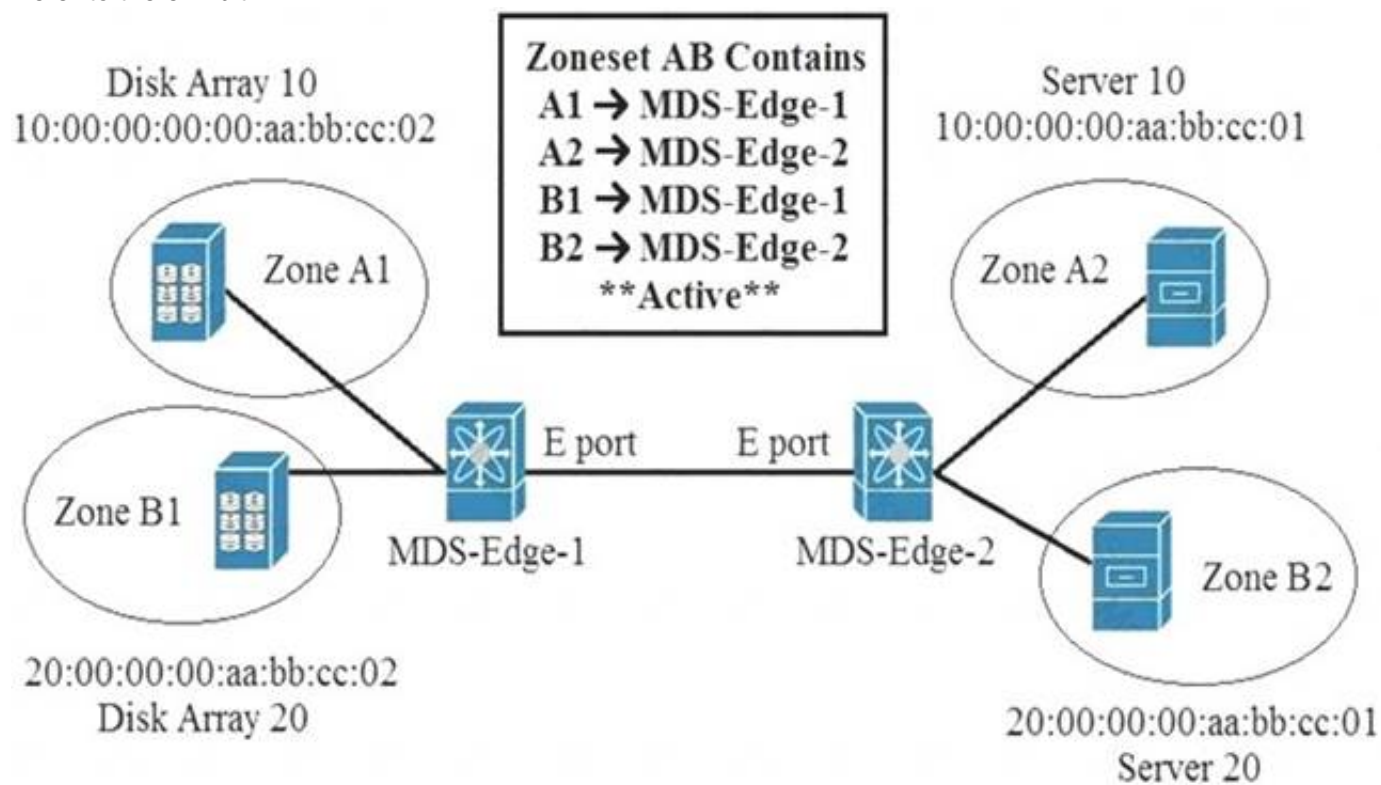 Zoneset AB Contains
A1 → MDS-Edge-1
A2 → MDS-Edge-2
B1 → MDS-Edge-1
B2 → MDS-Edge-2
**Active**
Disk Array 10
10:00:00:00:00:aa:bb:cc:02
Server 10
10:00:00:00:aa:bb:cc:01
Zone A1
Zone A2
E port
E port
Zone B1
MDS-Edge-1
MDS-Edge-2
Zone B2
20:00:00:00:aa:bb:cc:02
Disk Array 20
20:00:00:00:aa:bb:cc:01
Server 20